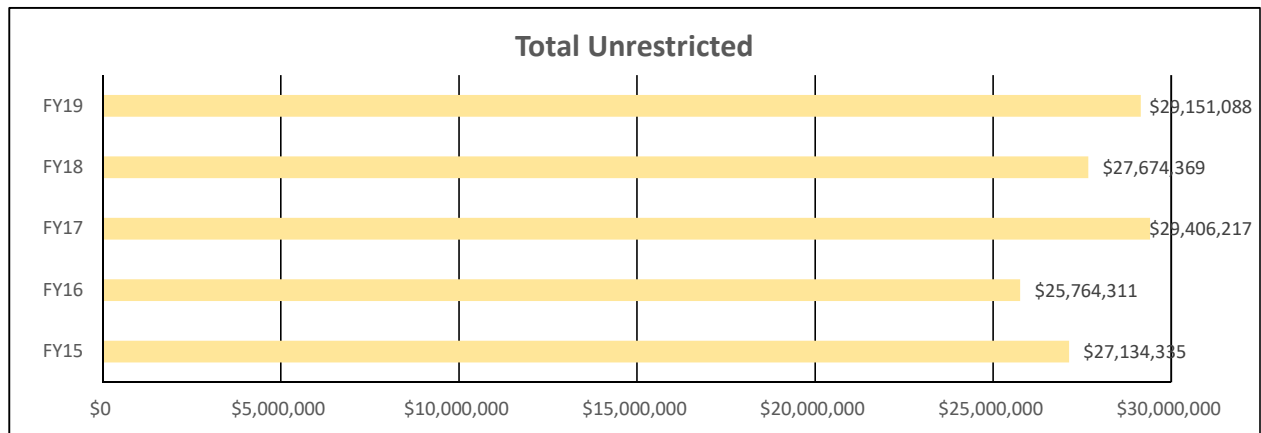 Total Unrestricted
FY19 $29,151,088
FY18 $27,674,369
FY17 $29,406,217
FY16 $25,764,311
FY15 $27,134,335
$0 $5,000,000 $10,000,000 $15,000,000 $20,000,000 $25,000,000 $30,000,000